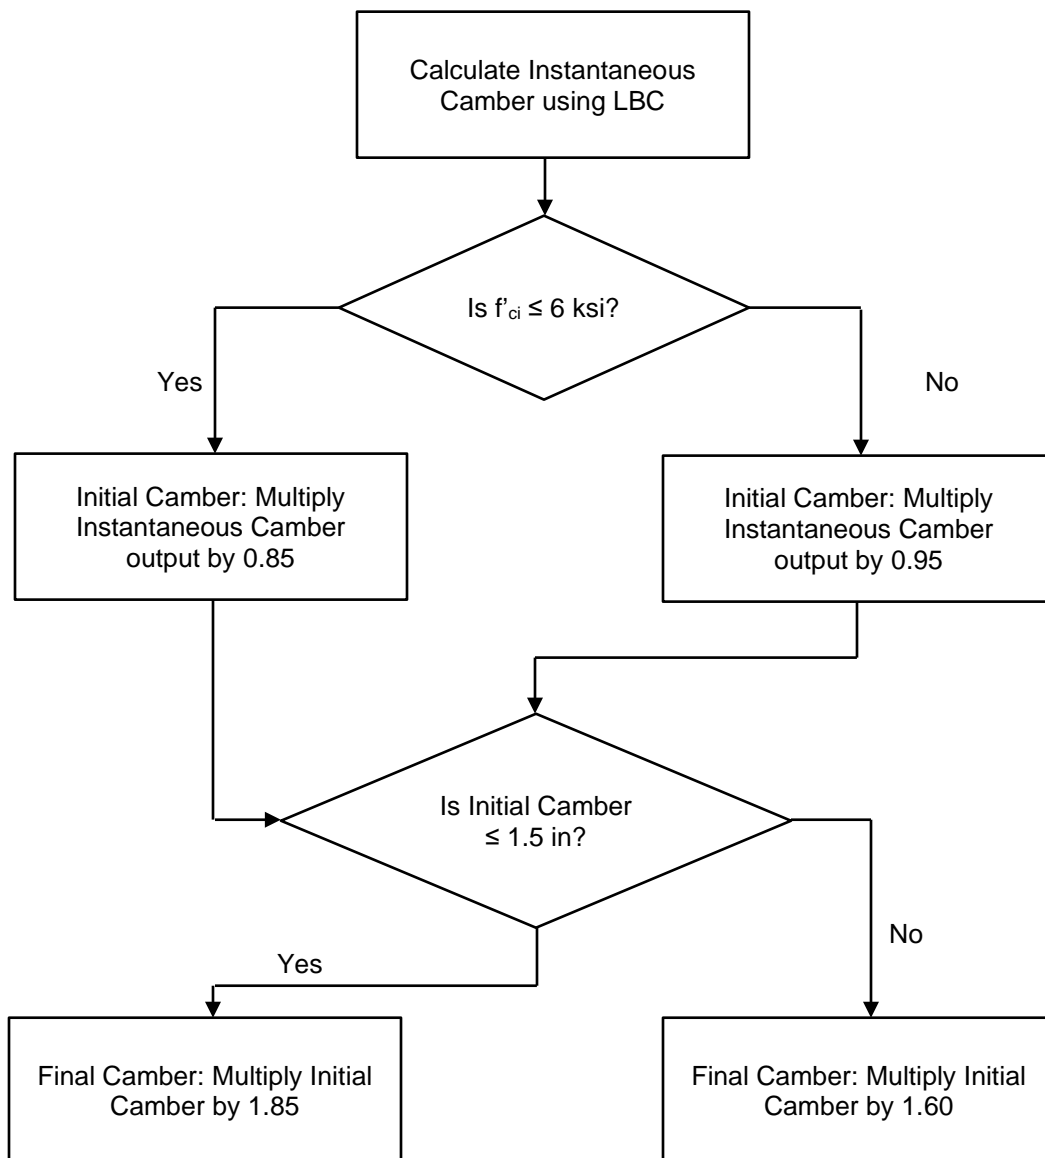 Calculate Instantaneous
Camber using LBC
Is f’ci ≤ 6 ksi?
Yes
No
Initial Camber: Multiply
Instantaneous Camber
output by 0.85
Initial Camber: Multiply
Instantaneous Camber
output by 0.95
Is Initial Camber
≤ 1.5 in?
No
Yes
Final Camber: Multiply Initial
Camber by 1.85
Final Camber: Multiply Initial
Camber by 1.60